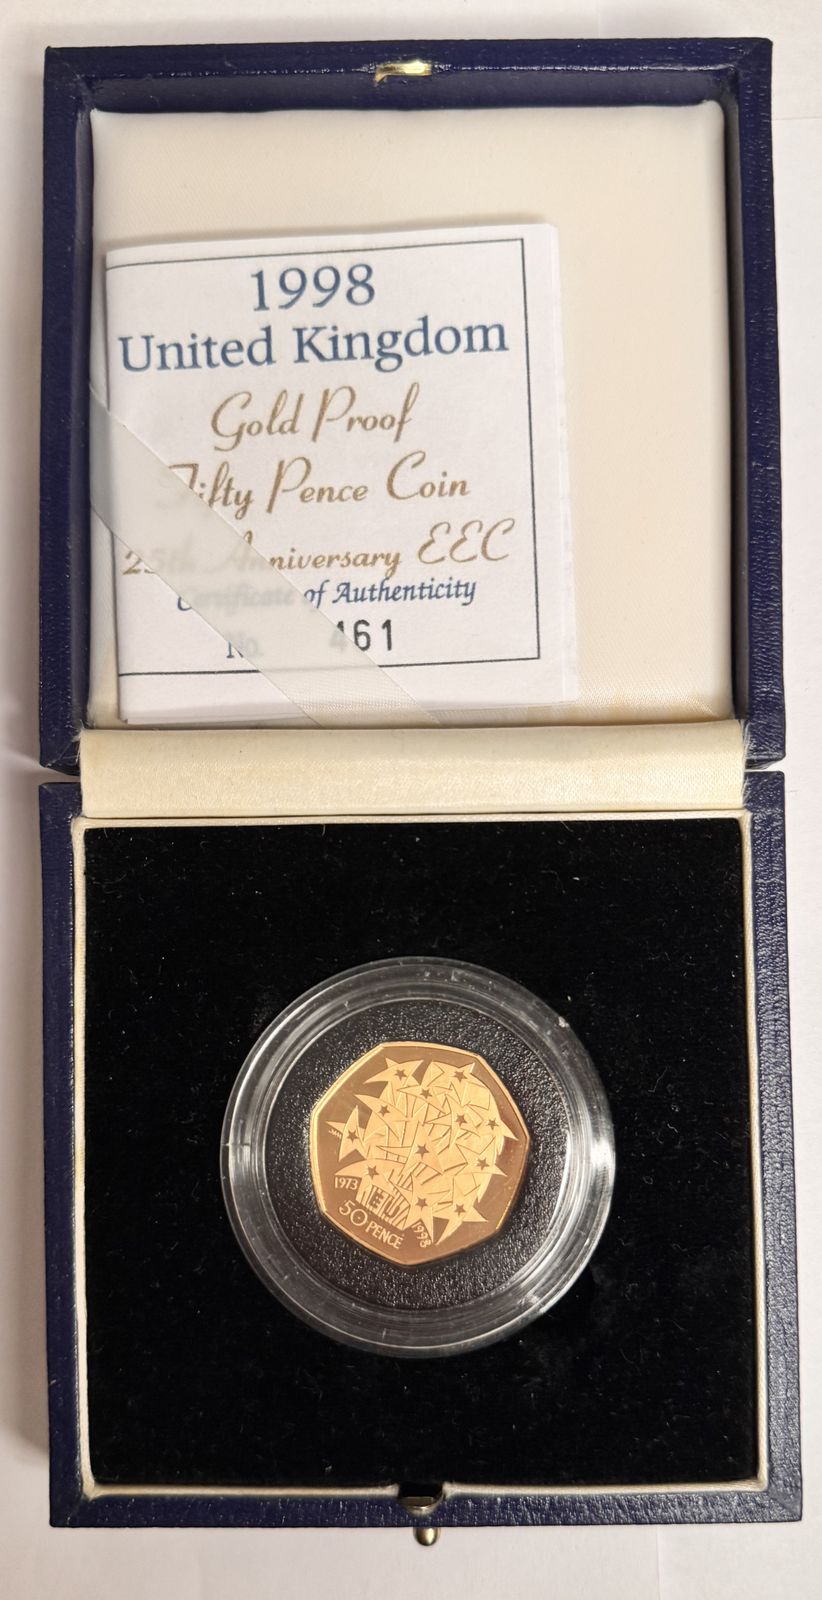 1998
United Kingdom
Gold Proof
Fifty Pence Coin
25th Anniversary EEC
Certificate of Authenticity
No. 461
1973
1998
50 PENCE